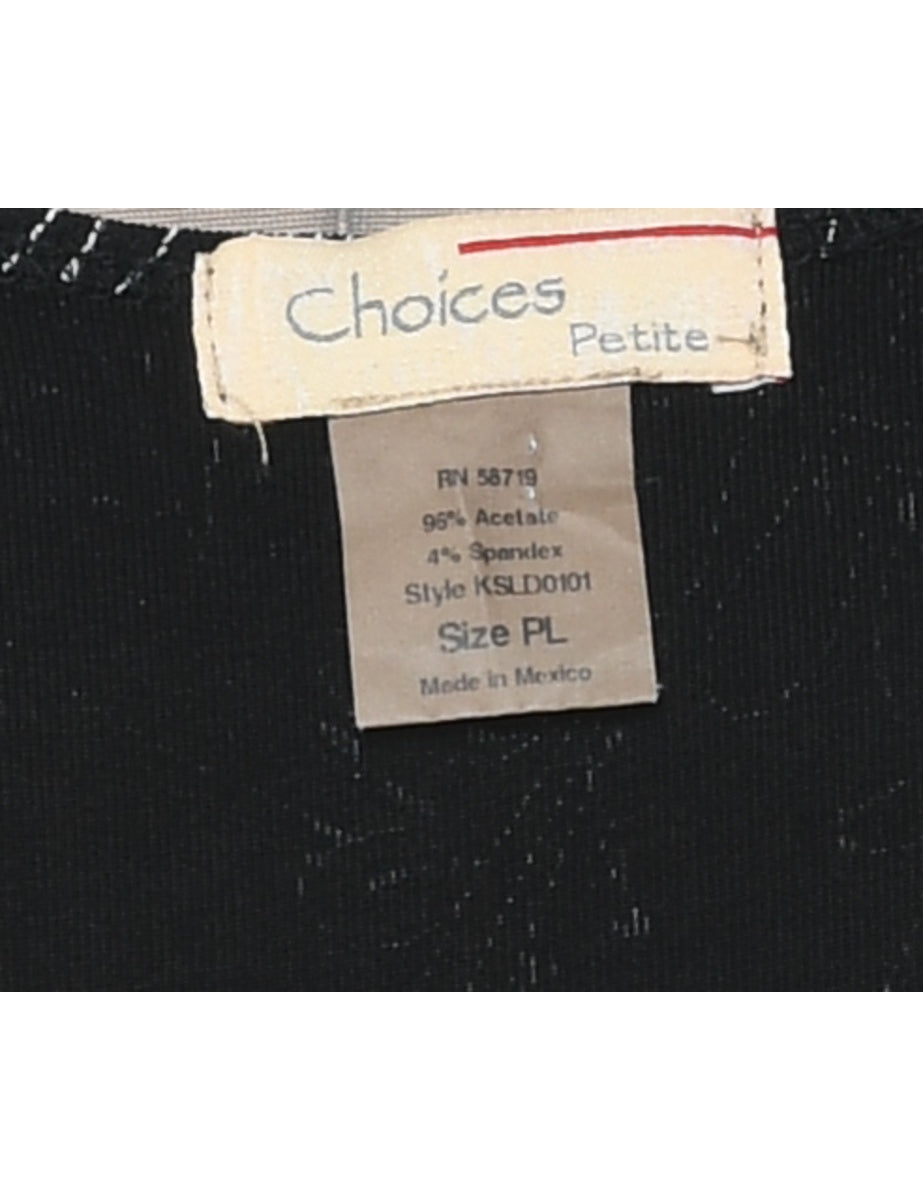 Choices
Petite
RN 58719
96% Acetate
4% Spandex
Style KSLD0101
Size PL
Made in Mexico